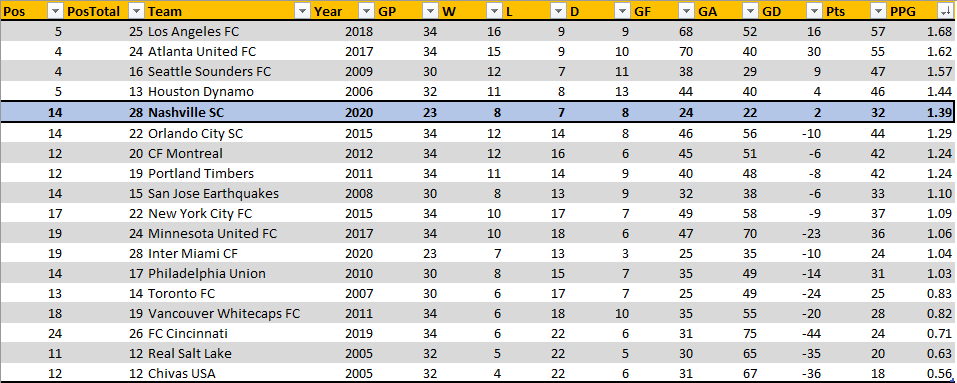 Pos PosTotal Team Year GP W L D GF GA GD Pts PPG
5 25 Los Angeles FC 2018 34 16 9 9 68 52 16 57 1.68
4 24 Atlanta United FC 2017 34 15 9 10 70 40 30 55 1.62
4 16 Seattle Sounders FC 2009 30 12 7 11 38 29 9 47 1.57
5 13 Houston Dynamo 2006 32 11 8 13 44 40 4 46 1.44
14 28 Nashville SC 2020 23 8 7 8 24 22 2 32 1.39
14 22 Orlando City SC 2015 34 12 14 8 46 56 -10 44 1.29
12 20 CF Montreal 2012 34 12 16 6 45 51 -6 42 1.24
12 19 Portland Timbers 2011 34 11 14 9 40 48 -8 42 1.24
14 15 San Jose Earthquakes 2008 30 8 13 9 32 38 -6 33 1.10
17 22 New York City FC 2015 34 10 17 7 49 58 -9 37 1.09
19 24 Minnesota United FC 2017 34 10 18 6 47 70 -23 36 1.06
19 28 Inter Miami CF 2020 23 7 13 3 25 35 -10 24 1.04
14 17 Philadelphia Union 2010 30 8 15 7 35 49 -14 31 1.03
13 14 Toronto FC 2007 30 6 17 7 25 49 -24 25 0.83
18 19 Vancouver Whitecaps FC 2011 34 6 18 10 35 55 -20 28 0.82
24 26 FC Cincinnati 2019 34 6 22 6 31 75 -44 24 0.71
11 12 Real Salt Lake 2005 32 5 22 5 30 65 -35 20 0.63
12 12 Chivas USA 2005 32 4 22 6 31 67 -36 18 0.56